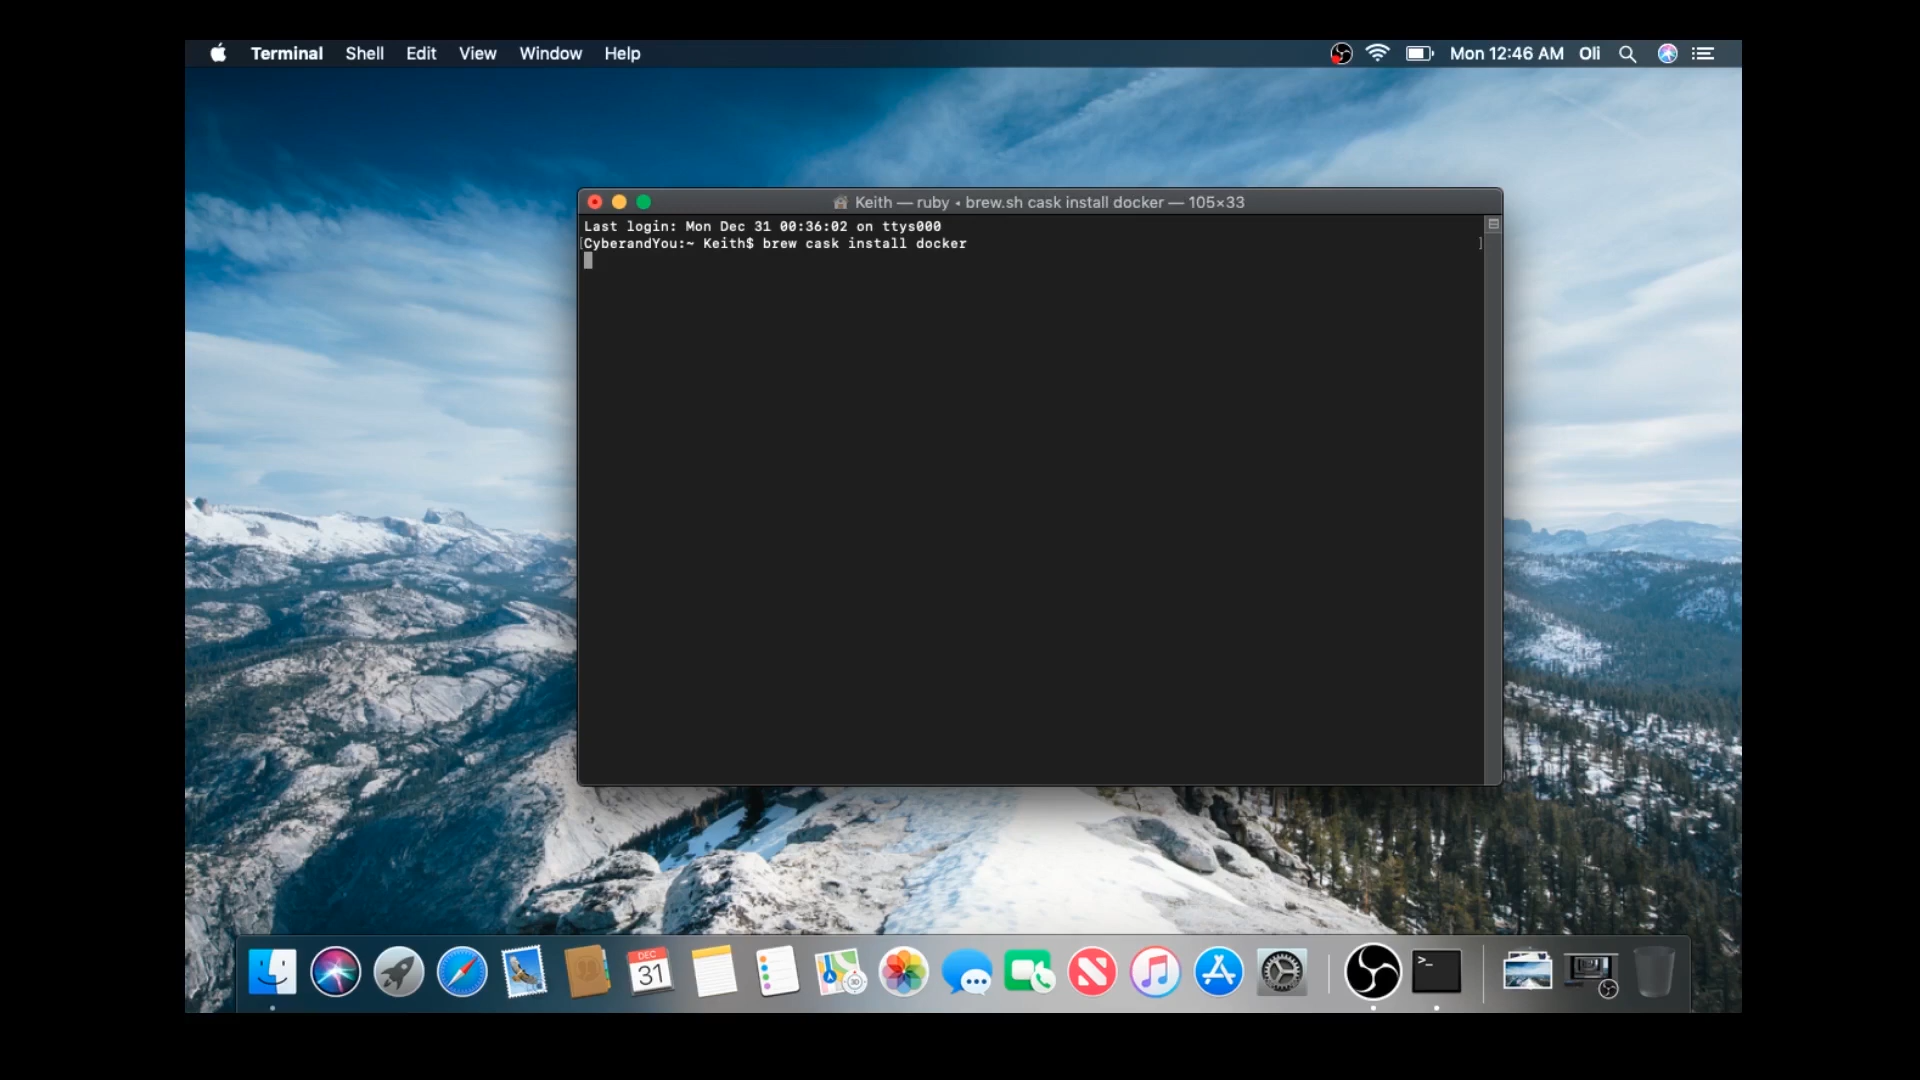 Terminal Shell Edit View Window Help Mon 12:46 AM Oli
Keith — ruby ◂ brew.sh cask install docker — 105×33
Last login: Mon Dec 31 00:36:02 on ttys000
[CyberandYou:~ Keith$ brew cask install docker ]
DEC
31
3D
>_